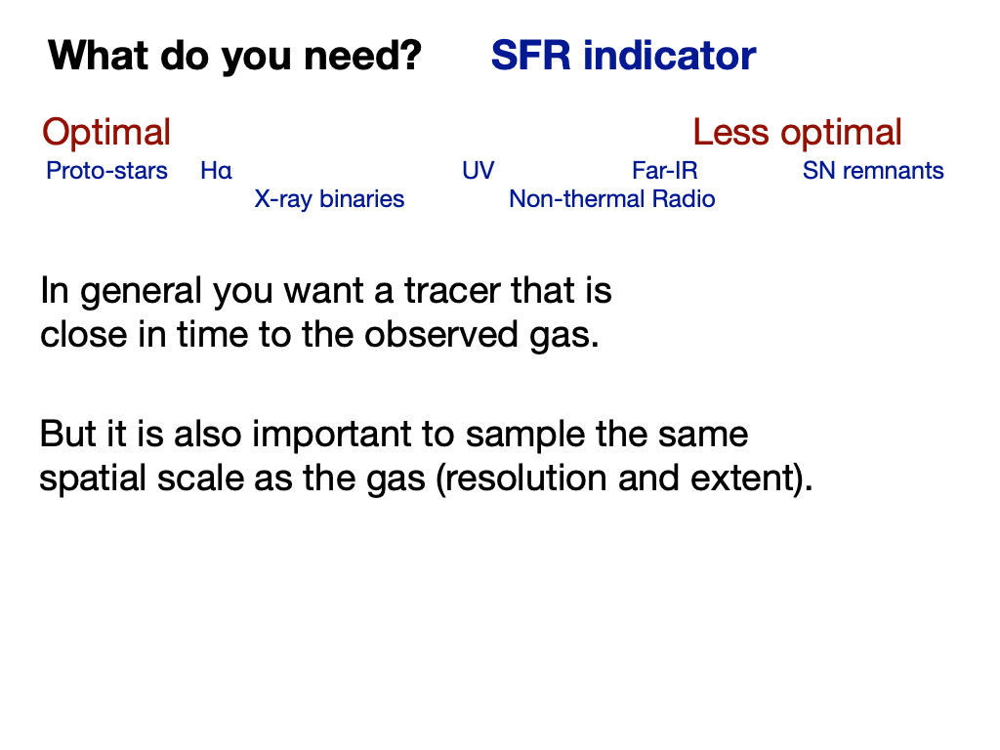 What do you need? SFR indicator
Optimal Less optimal
Proto-stars Hα UV Far-IR SN remnants
X-ray binaries Non-thermal Radio
In general you want a tracer that is
close in time to the observed gas.
But it is also important to sample the same
spatial scale as the gas (resolution and extent).